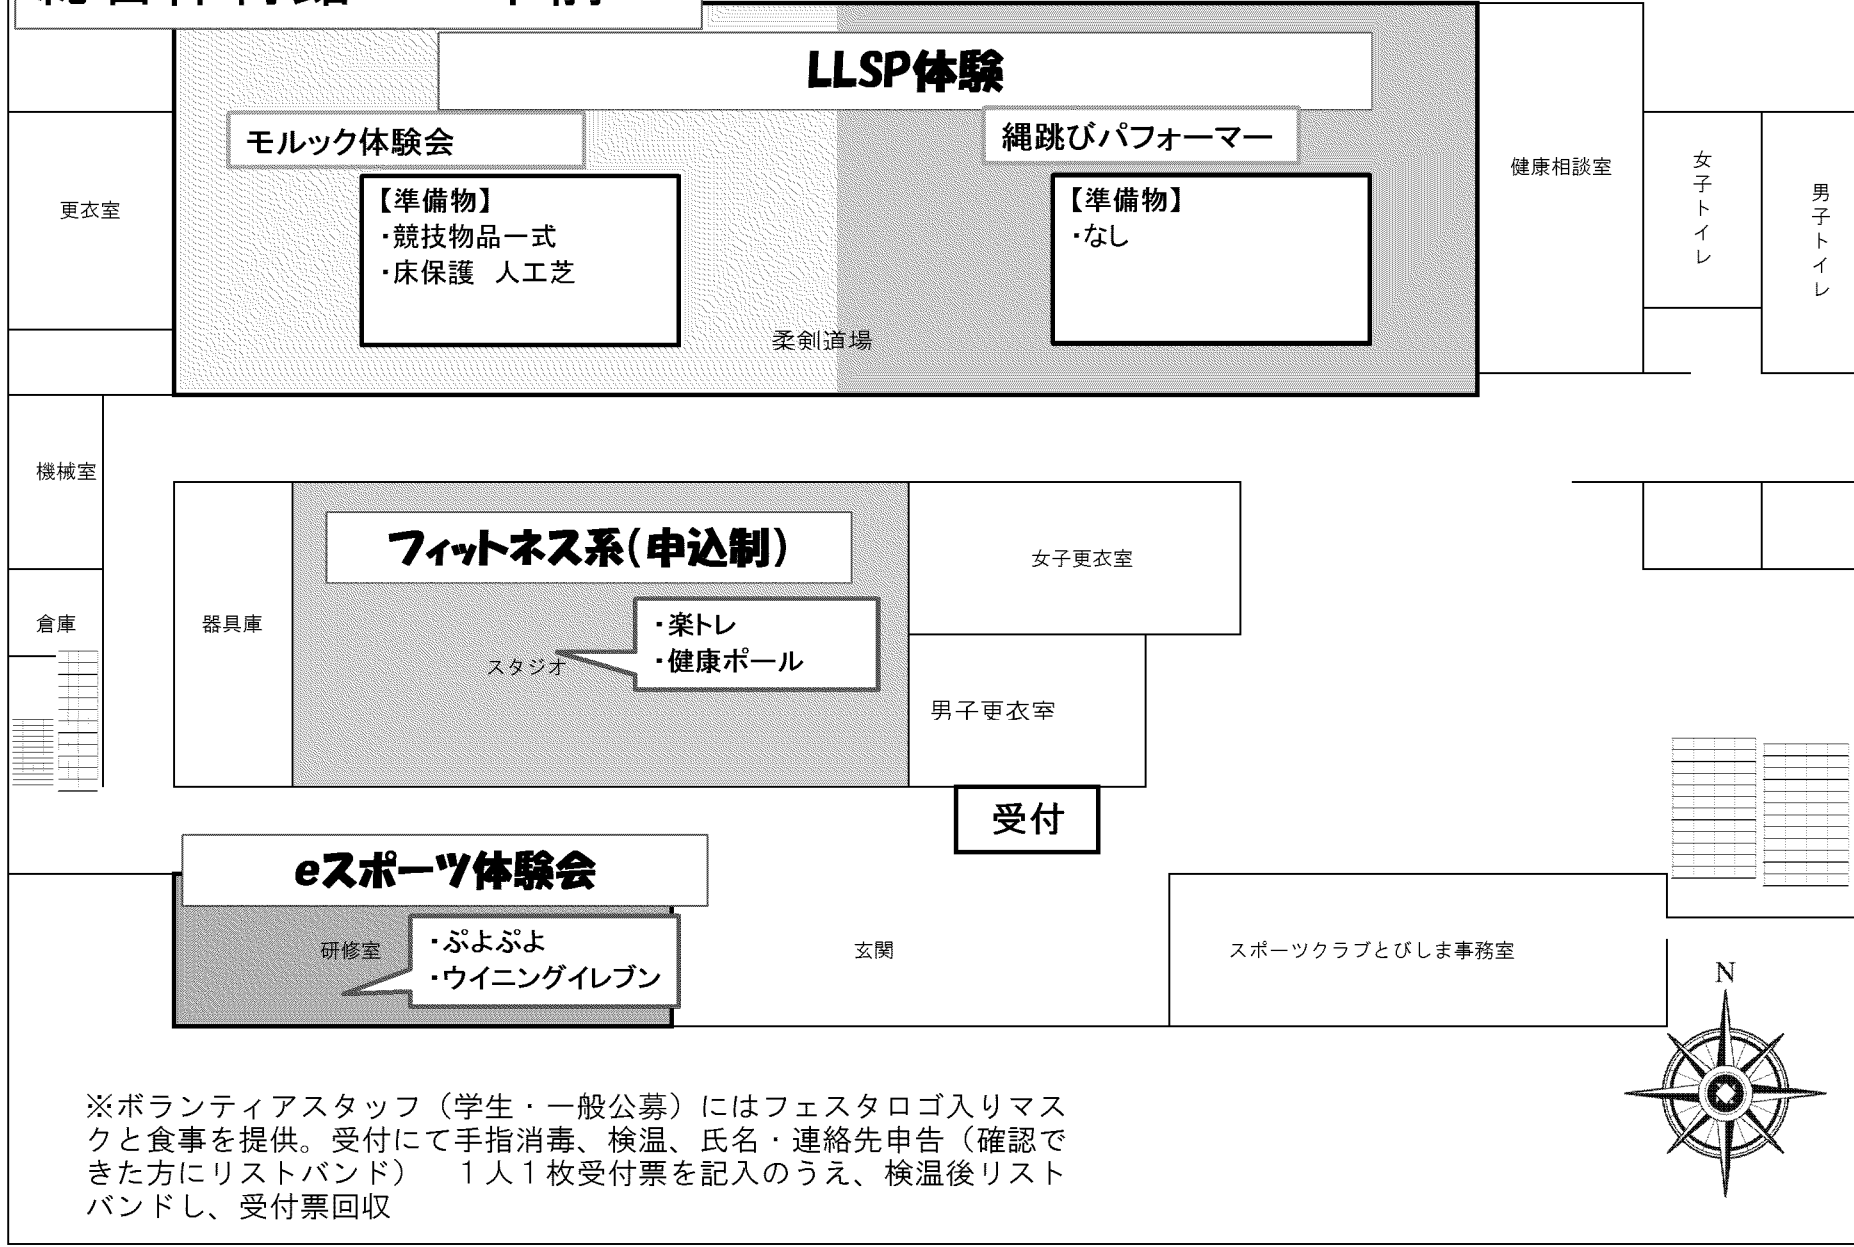 LLSP体験
モルック体験会
縄跳びパフォーマー
【準備物】
・競技物品一式
・床保護　人工芝
【準備物】
・なし
更衣室
柔剣道場
健康相談室
女子トイレ
男子トイレ
機械室
倉庫
器具庫
フィットネス系(申込制)
・楽トレ
・健康ポール
スタジオ
女子更衣室
男子更衣室
受付
eスポーツ体験会
研修室
・ぷよぷよ
・ウイニングイレブン
玄関
スポーツクラブとびしま事務室
N
※ボランティアスタッフ（学生・一般公募）にはフェスタロゴ入りマス
クと食事を提供。受付にて手指消毒、検温、氏名・連絡先申告（確認で
きた方にリストバンド）　１人１枚受付票を記入のうえ、検温後リスト
バンドし、受付票回収